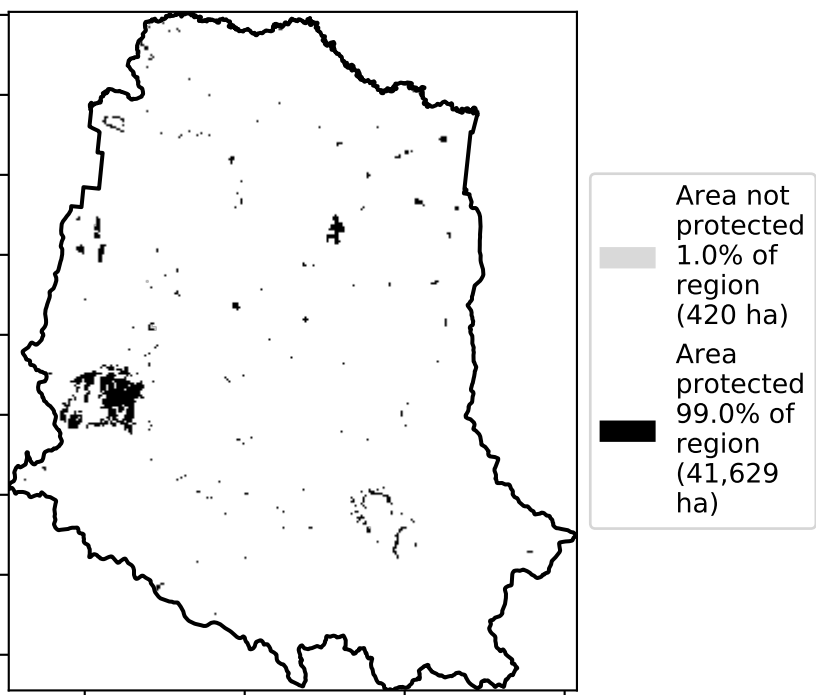 Area not
protected
1.0% of
region
(420 ha)
Area
protected
99.0% of
region
(41,629
ha)